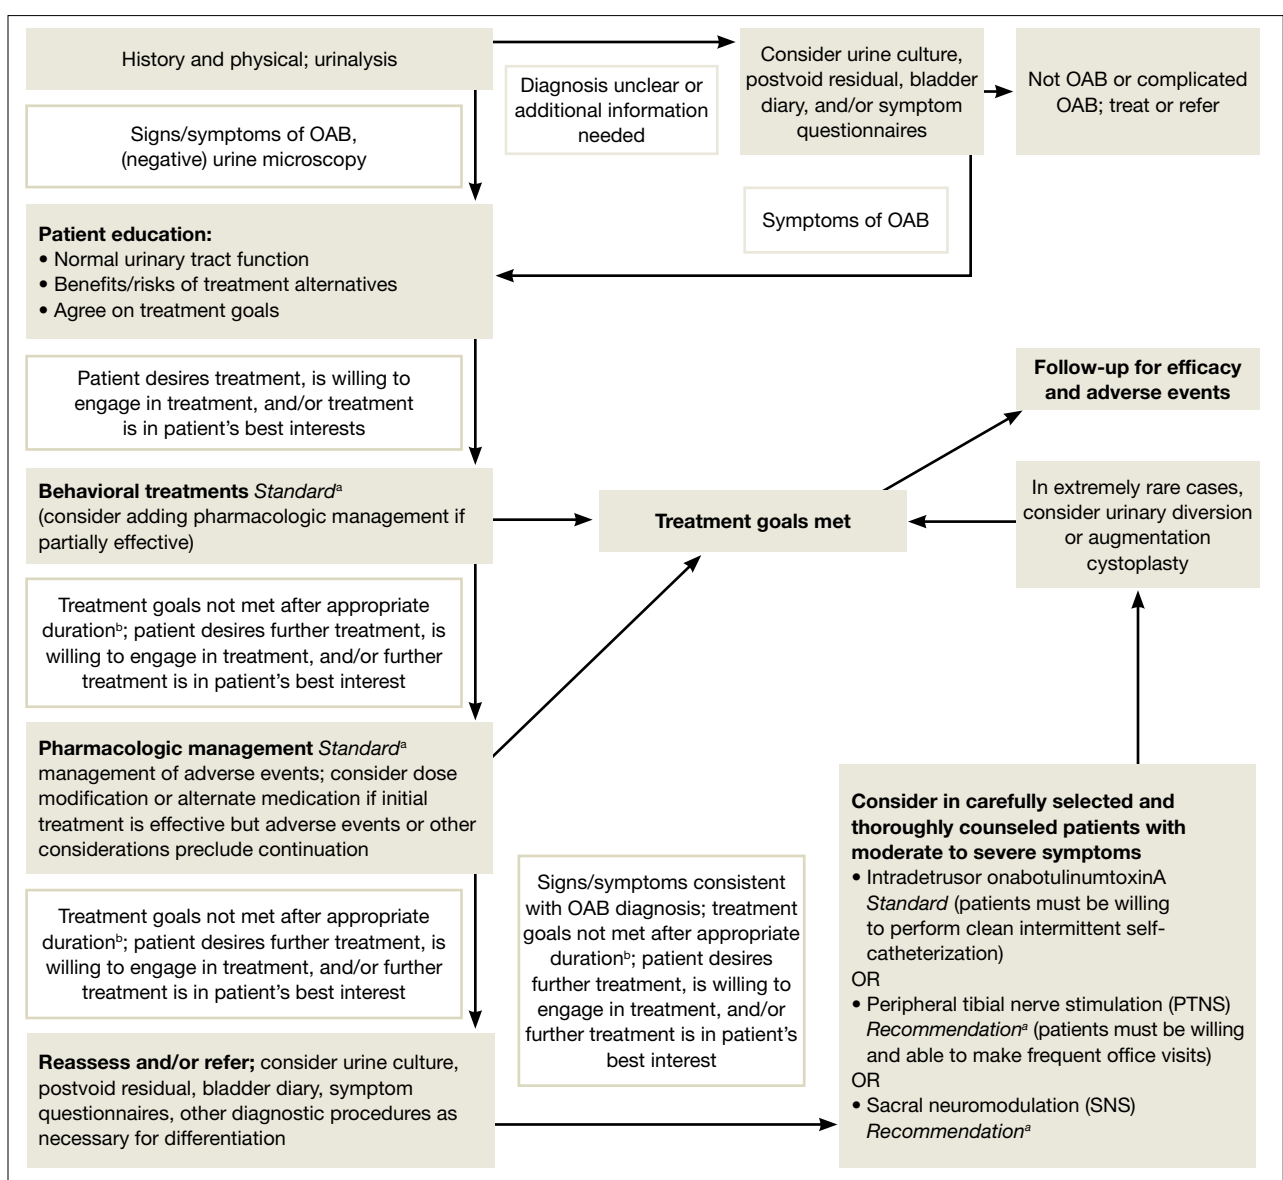 History and physical; urinalysis
Diagnosis unclear or
additional information
needed
Consider urine culture,
postvoid residual, bladder
diary, and/or symptom
questionnaires
Not OAB or complicated
OAB; treat or refer
Signs/symptoms of OAB,
(negative) urine microscopy
Symptoms of OAB
Patient education:
• Normal urinary tract function
• Benefits/risks of treatment alternatives
• Agree on treatment goals
Patient desires treatment, is willing to
engage in treatment, and/or treatment
is in patient’s best interests
Follow-up for efficacy
and adverse events
Behavioral treatments Standardᵃ
(consider adding pharmacologic management if
partially effective)
Treatment goals met
In extremely rare cases,
consider urinary diversion
or augmentation
cystoplasty
Treatment goals not met after appropriate
durationᵇ; patient desires further treatment, is
willing to engage in treatment, and/or further
treatment is in patient’s best interest
Pharmacologic management Standardᵃ
management of adverse events; consider dose
modification or alternate medication if initial
treatment is effective but adverse events or other
considerations preclude continuation
Treatment goals not met after appropriate
durationᵇ; patient desires further treatment, is
willing to engage in treatment, and/or further
treatment is in patient’s best interest
Signs/symptoms consistent
with OAB diagnosis; treatment
goals not met after appropriate
durationᵇ; patient desires
further treatment, is willing to
engage in treatment, and/or
further treatment is in patient’s
best interest
Consider in carefully selected and
thoroughly counseled patients with
moderate to severe symptoms
• Intradetrusor onabotulinumtoxinA
Standard (patients must be willing
to perform clean intermittent self-
catheterization)
OR
• Peripheral tibial nerve stimulation (PTNS)
Recommendationᵃ (patients must be willing
and able to make frequent office visits)
OR
• Sacral neuromodulation (SNS)
Recommendationᵃ
Reassess and/or refer; consider urine culture,
postvoid residual, bladder diary, symptom
questionnaires, other diagnostic procedures as
necessary for differentiation